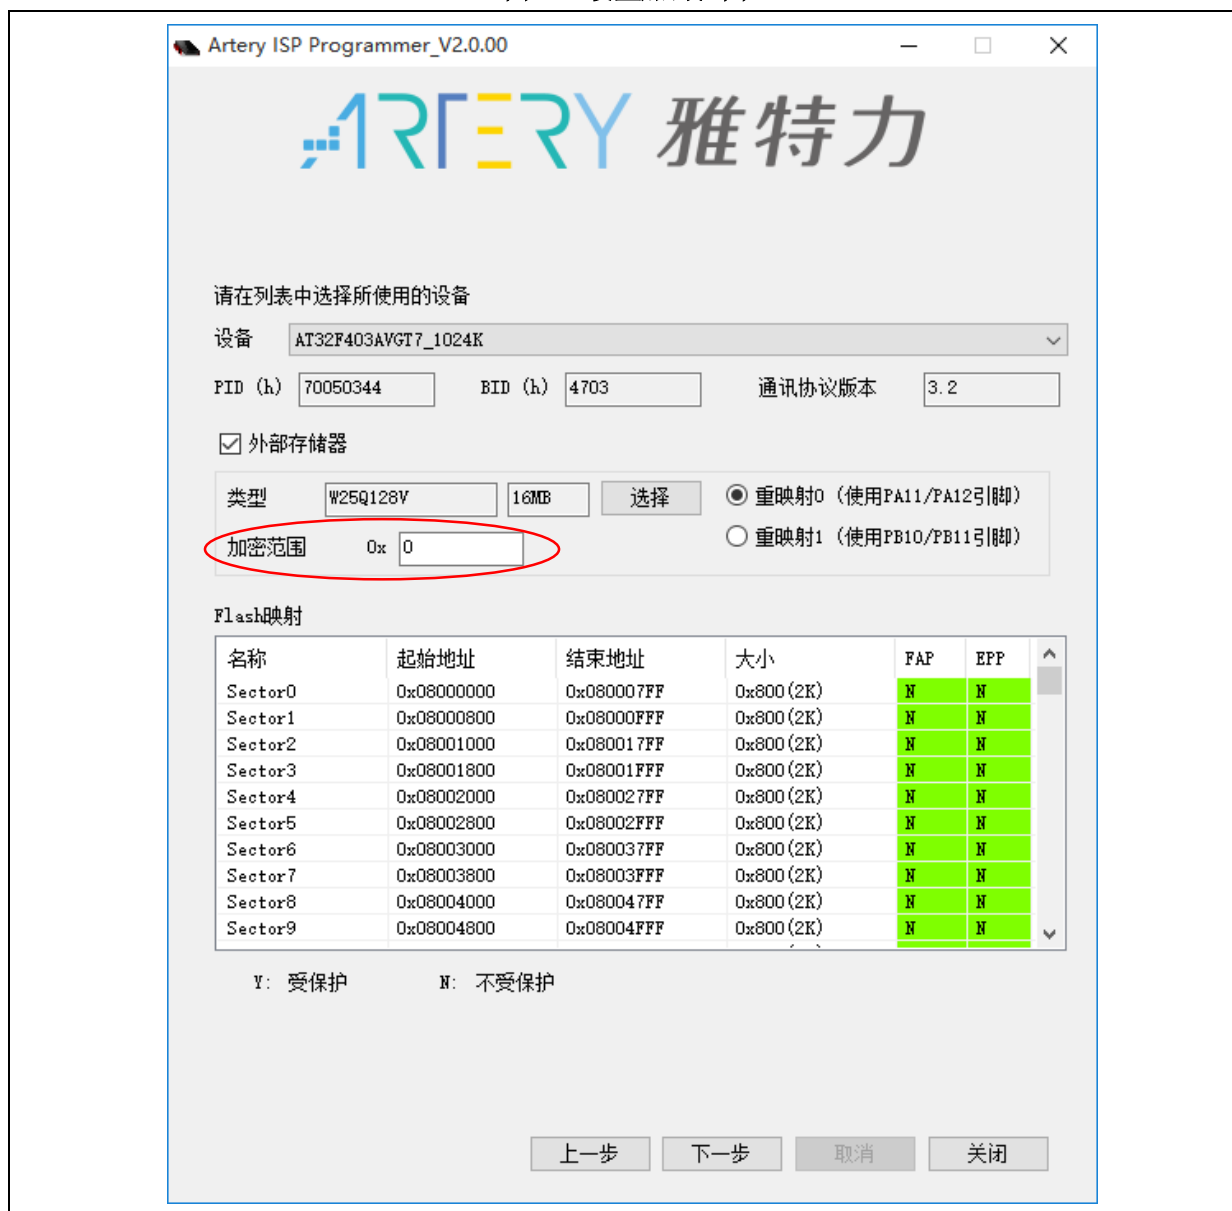 Artery ISP Programmer_V2.0.00
ARTERY 雅特力
请在列表中选择所使用的设备
设备 AT32F403AVGT7_1024K
PID (h) 70050344 BID (h) 4703 通讯协议版本 3.2
外部存储器
类型 W25Q128V 16MB 选择 重映射0 (使用PA11/PA12引脚)
加密范围 0x 0 重映射1 (使用PB10/PB11引脚)
Flash映射
名称 起始地址 结束地址 大小 FAP EPP
Sector0 0x08000000 0x080007FF 0x800(2K) N N
Sector1 0x08000800 0x08000FFF 0x800(2K) N N
Sector2 0x08001000 0x080017FF 0x800(2K) N N
Sector3 0x08001800 0x08001FFF 0x800(2K) N N
Sector4 0x08002000 0x080027FF 0x800(2K) N N
Sector5 0x08002800 0x08002FFF 0x800(2K) N N
Sector6 0x08003000 0x080037FF 0x800(2K) N N
Sector7 0x08003800 0x08003FFF 0x800(2K) N N
Sector8 0x08004000 0x080047FF 0x800(2K) N N
Sector9 0x08004800 0x08004FFF 0x800(2K) N N
Y: 受保护 N: 不受保护
上一步 下一步 取消 关闭